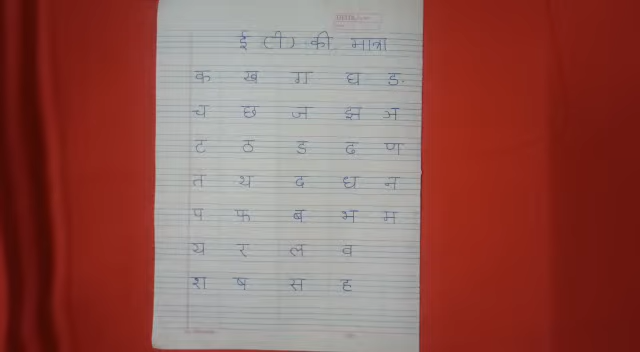 ई (ी) की मात्रा
क ख ग घ ङ
च छ ज झ ञ
ट ठ ड ढ ण
त थ द ध न
प फ ब भ म
य र ल व
श ष स ह